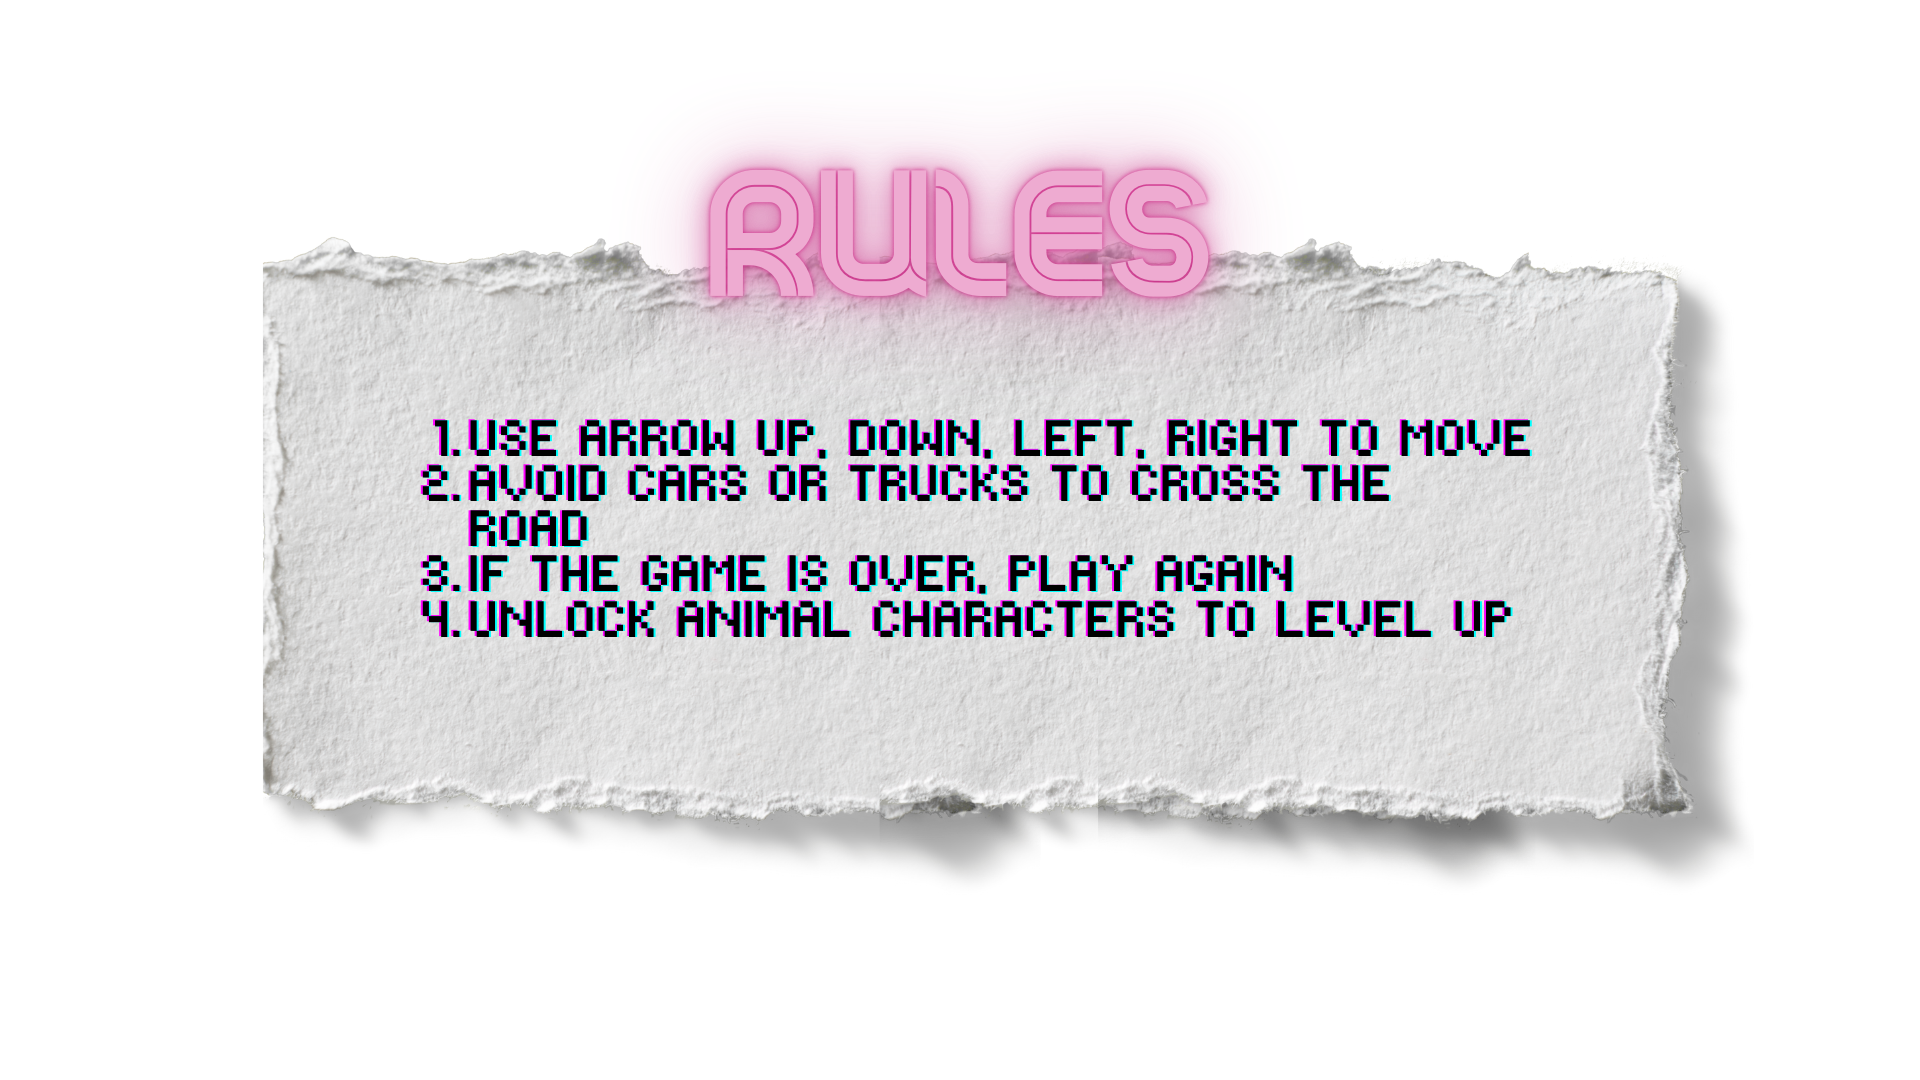 RULES
1. USE ARROW UP, DOWN, LEFT, RIGHT TO MOVE
2. AVOID CARS OR TRUCKS TO CROSS THE
ROAD
3. IF THE GAME IS OVER, PLAY AGAIN
4. UNLOCK ANIMAL CHARACTERS TO LEVEL UP